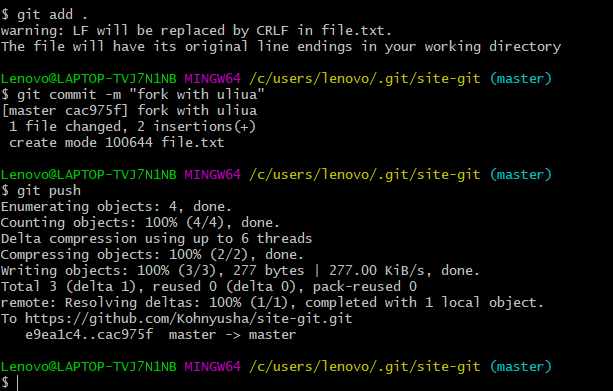 $ git add .
warning: LF will be replaced by CRLF in file.txt.
The file will have its original line endings in your working directory
Lenovo@LAPTOP-TVJ7N1NB MINGW64 /c/users/lenovo/.git/site-git (master)
$ git commit -m "fork with uliua"
[master cac975f] fork with uliua
 1 file changed, 2 insertions(+)
 create mode 100644 file.txt
Lenovo@LAPTOP-TVJ7N1NB MINGW64 /c/users/lenovo/.git/site-git (master)
$ git push
Enumerating objects: 4, done.
Counting objects: 100% (4/4), done.
Delta compression using up to 6 threads
Compressing objects: 100% (2/2), done.
Writing objects: 100% (3/3), 277 bytes | 277.00 KiB/s, done.
Total 3 (delta 1), reused 0 (delta 0), pack-reused 0
remote: Resolving deltas: 100% (1/1), completed with 1 local object.
To https://github.com/Kohnyusha/site-git.git
   e9ea1c4..cac975f  master -> master
Lenovo@LAPTOP-TVJ7N1NB MINGW64 /c/users/lenovo/.git/site-git (master)
$